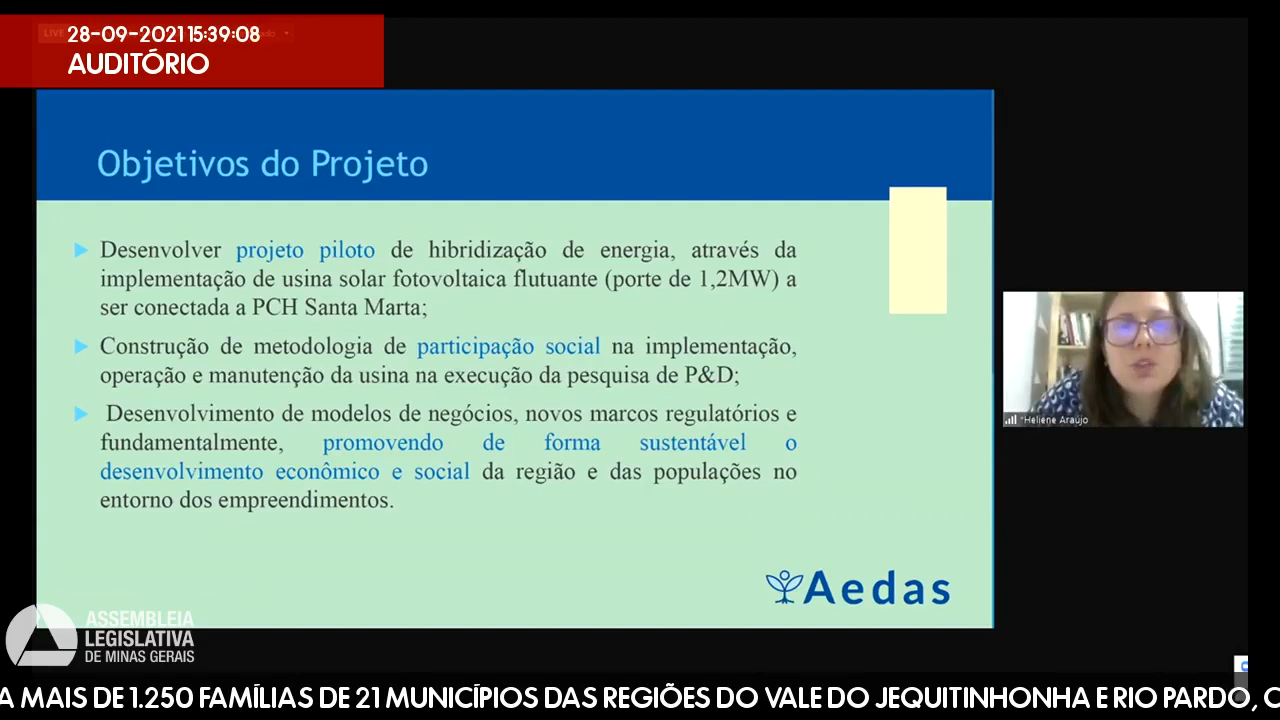 LIVE
28-09-2021 15:39:08
AUDITÓRIO
Objetivos do Projeto
Desenvolver projeto piloto de hibridização de energia, através da
implementação de usina solar fotovoltaica flutuante (porte de 1,2MW) a
ser conectada a PCH Santa Marta;
Construção de metodologia de participação social na implementação,
operação e manutenção da usina na execução da pesquisa de P&D;
Desenvolvimento de modelos de negócios, novos marcos regulatórios e
fundamentalmente, promovendo de forma sustentável o
desenvolvimento econômico e social da região e das populações no
entorno dos empreendimentos.
*Heliene Araújo
Aedas
ASSEMBLEIA
LEGISLATIVA
DE MINAS GERAIS
A MAIS DE 1.250 FAMÍLIAS DE 21 MUNICÍPIOS DAS REGIÕES DO VALE DO JEQUITINHONHA E RIO PARDO,